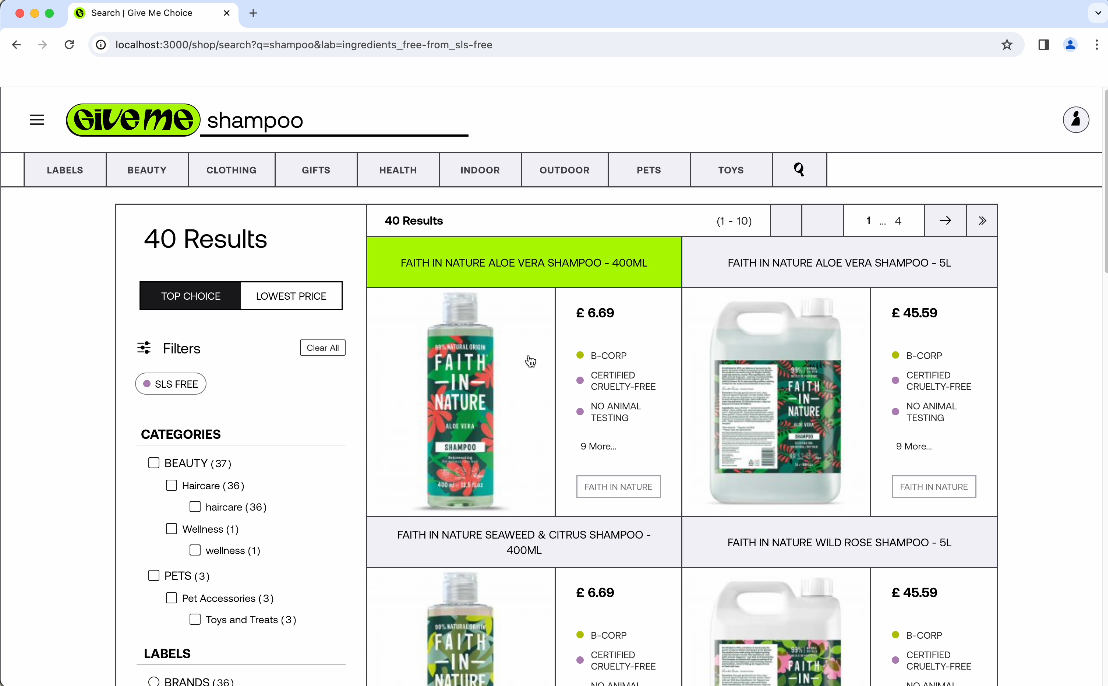 Search | Give Me Choice
localhost:3000/shop/search?q=shampoo&lab=ingredients_free-from_sls-free
Give me shampoo
LABELS BEAUTY CLOTHING GIFTS HEALTH INDOOR OUTDOOR PETS TOYS
40 Results
TOP CHOICE LOWEST PRICE
Filters Clear All
SLS FREE
CATEGORIES
BEAUTY (37)
Haircare (36)
haircare (36)
Wellness (1)
wellness (1)
PETS (3)
Pet Accessories (3)
Toys and Treats (3)
LABELS
BRANDS (36)
40 Results (1 - 10) 1 ... 4
FAITH IN NATURE ALOE VERA SHAMPOO - 400ML
FAITH IN
NATURE
ALOE VERA
SHAMPOO
£ 6.69
B-CORP
CERTIFIED
CRUELTY-FREE
NO ANIMAL
TESTING
9 More...
FAITH IN NATURE
FAITH IN NATURE ALOE VERA SHAMPOO - 5L
FAITH
IN
NATURE
ALOE VERA
SHAMPOO
£ 45.59
B-CORP
CERTIFIED
CRUELTY-FREE
NO ANIMAL
TESTING
9 More...
FAITH IN NATURE
FAITH IN NATURE SEAWEED & CITRUS SHAMPOO -
400ML
FAITH
IN
NATURE
£ 6.69
B-CORP
CERTIFIED
CRUELTY-FREE
NO ANIMAL
FAITH IN NATURE WILD ROSE SHAMPOO - 5L
FAITH
IN
£ 45.59
B-CORP
CERTIFIED
CRUELTY-FREE
NO ANIMAL